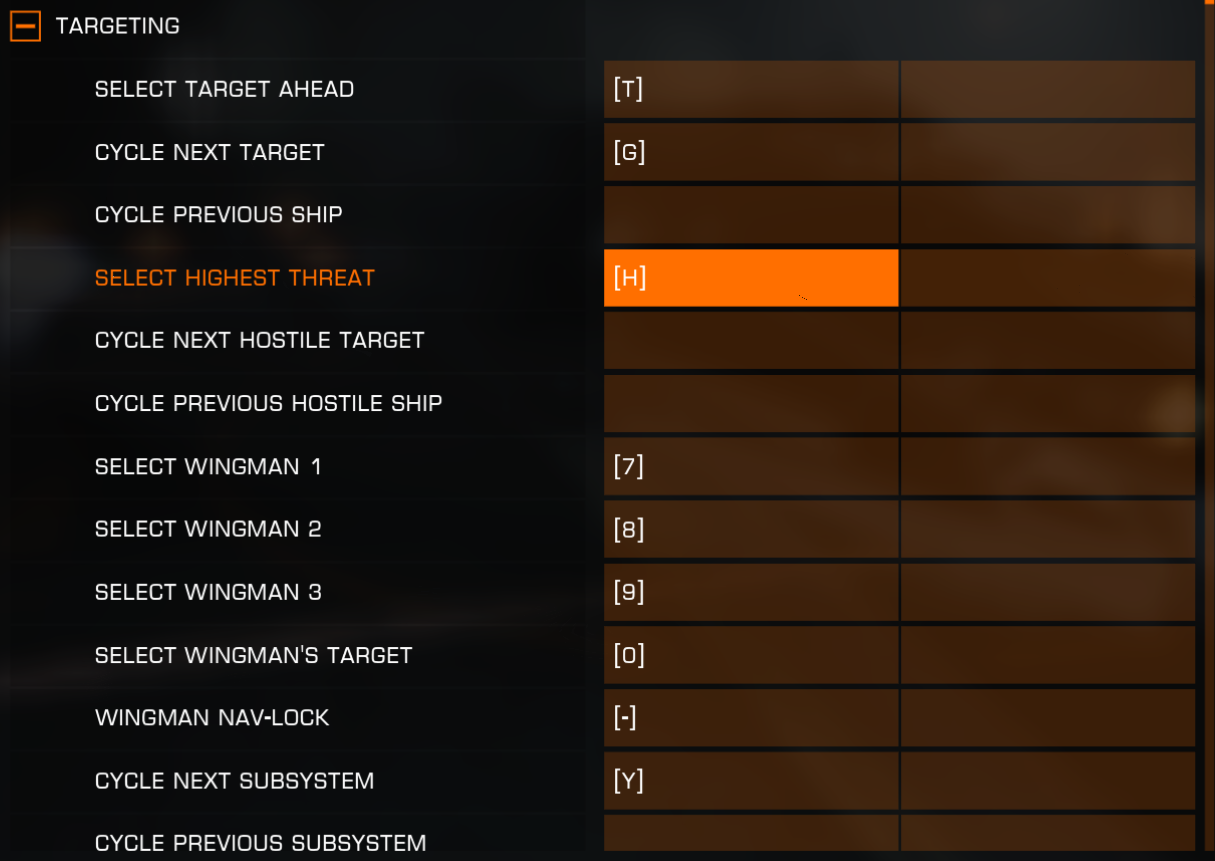 TARGETING
SELECT TARGET AHEAD [T]
CYCLE NEXT TARGET [G]
CYCLE PREVIOUS SHIP
SELECT HIGHEST THREAT [H]
CYCLE NEXT HOSTILE TARGET
CYCLE PREVIOUS HOSTILE SHIP
SELECT WINGMAN 1 [7]
SELECT WINGMAN 2 [8]
SELECT WINGMAN 3 [9]
SELECT WINGMAN'S TARGET [0]
WINGMAN NAV-LOCK [-]
CYCLE NEXT SUBSYSTEM [Y]
CYCLE PREVIOUS SUBSYSTEM